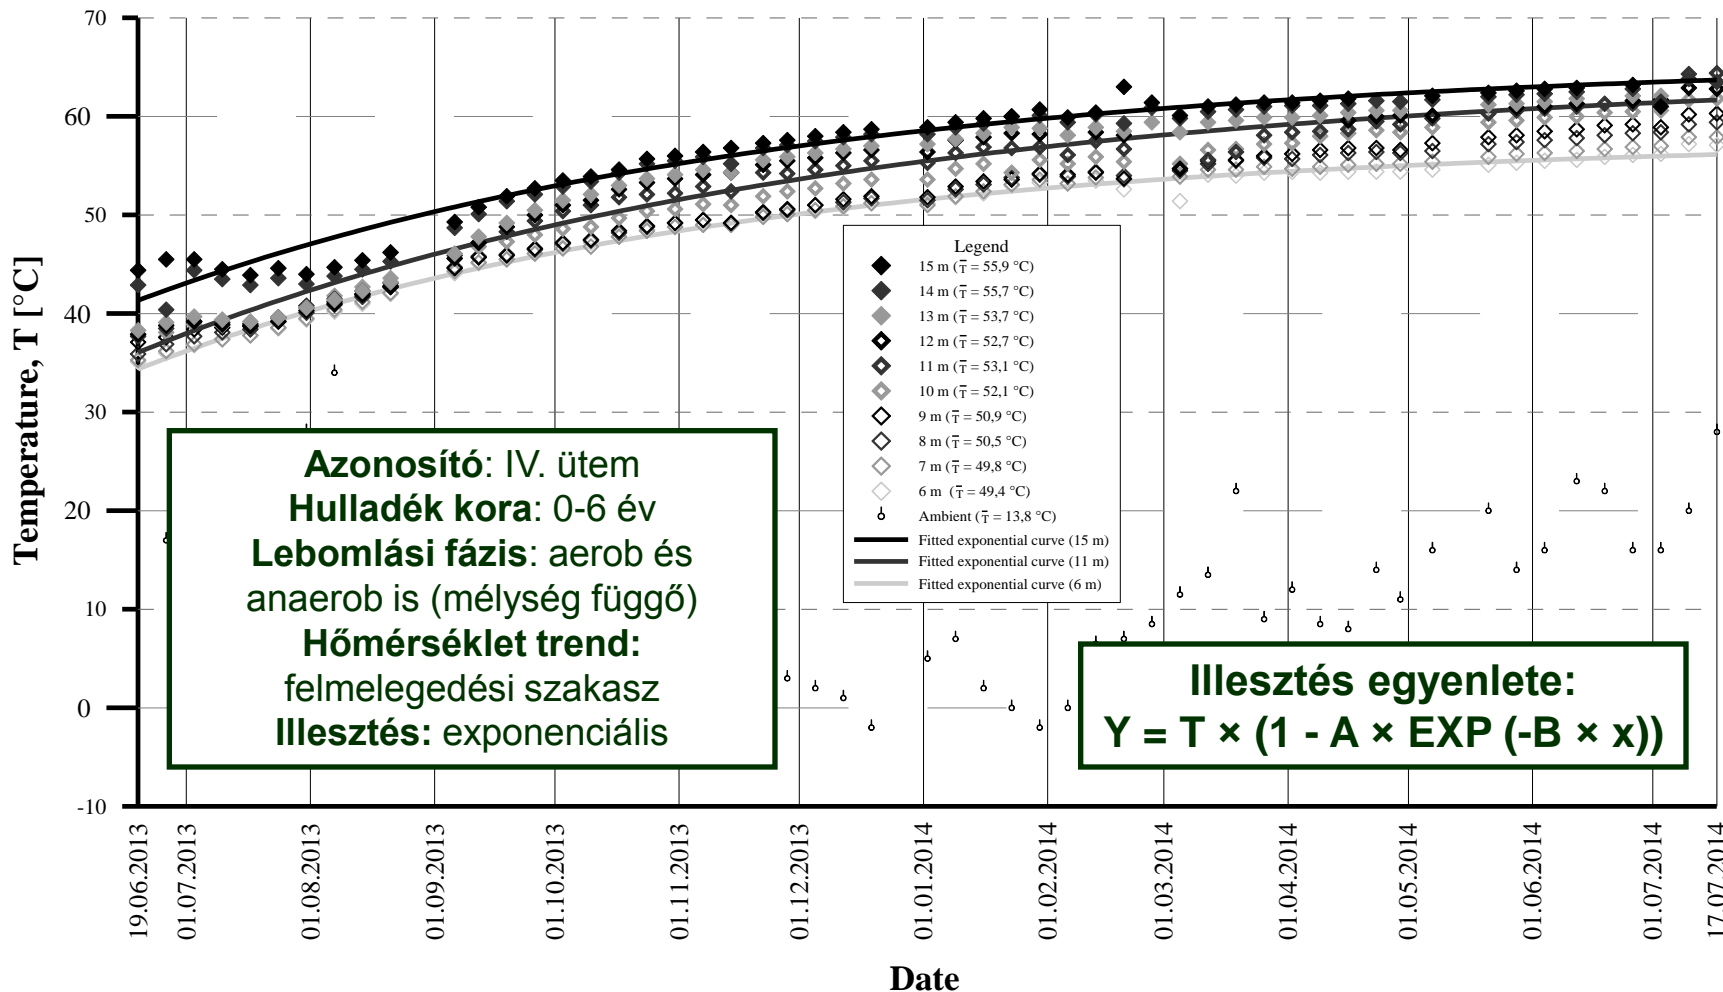 70
60
50
40
30
20
10
0
-10
Temperature, T [°C]
Legend
15 m (T̄ = 55,9 °C)
14 m (T̄ = 55,7 °C)
13 m (T̄ = 53,7 °C)
12 m (T̄ = 52,7 °C)
11 m (T̄ = 53,1 °C)
10 m (T̄ = 52,1 °C)
9 m (T̄ = 50,9 °C)
8 m (T̄ = 50,5 °C)
7 m (T̄ = 49,8 °C)
6 m (T̄ = 49,4 °C)
Ambient (T̄ = 13,8 °C)
Fitted exponential curve (15 m)
Fitted exponential curve (11 m)
Fitted exponential curve (6 m)
Azonosító: IV. ütem
Hulladék kora: 0-6 év
Lebomlási fázis: aerob és
anaerob is (mélység függő)
Hőmérséklet trend:
felmelegedési szakasz
Illesztés: exponenciális
Illesztés egyenlete:
Y = T × (1 - A × EXP (-B × x))
19.06.2013
01.07.2013
01.08.2013
01.09.2013
01.10.2013
01.11.2013
01.12.2013
01.01.2014
01.02.2014
01.03.2014
01.04.2014
01.05.2014
01.06.2014
01.07.2014
17.07.2014
Date